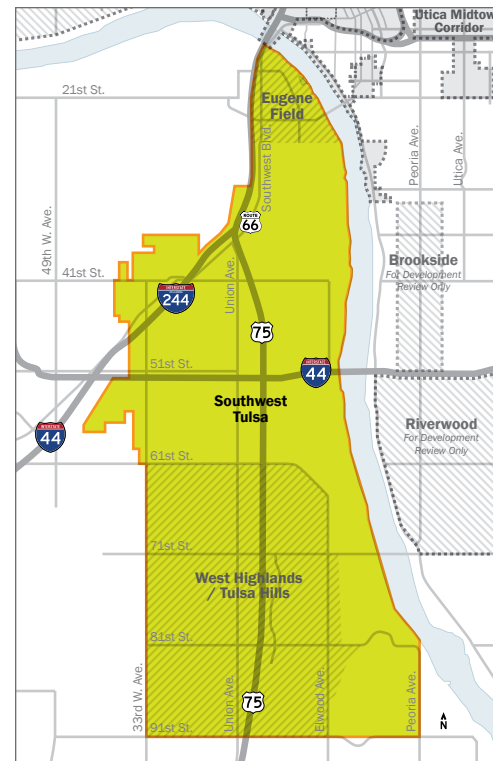 Utica Midtow
Corridor
21st St.
Eugene
Field
Southwest Blvd.
Peoria Ave.
Utica Ave.
49th W. Ave.
ROUTE
66
Brookside
For Development
Review Only
41st St.
Union Ave.
INTERSTATE
244
75
51st St.
INTERSTATE
44
Southwest
Tulsa
INTERSTATE
44
Riverwood
For Development
Review Only
61st St.
71st St.
West Highlands
/ Tulsa Hills
81st St.
33rd W. Ave.
Union Ave.
75
Elwood Ave.
Peoria Ave.
N
91st St.